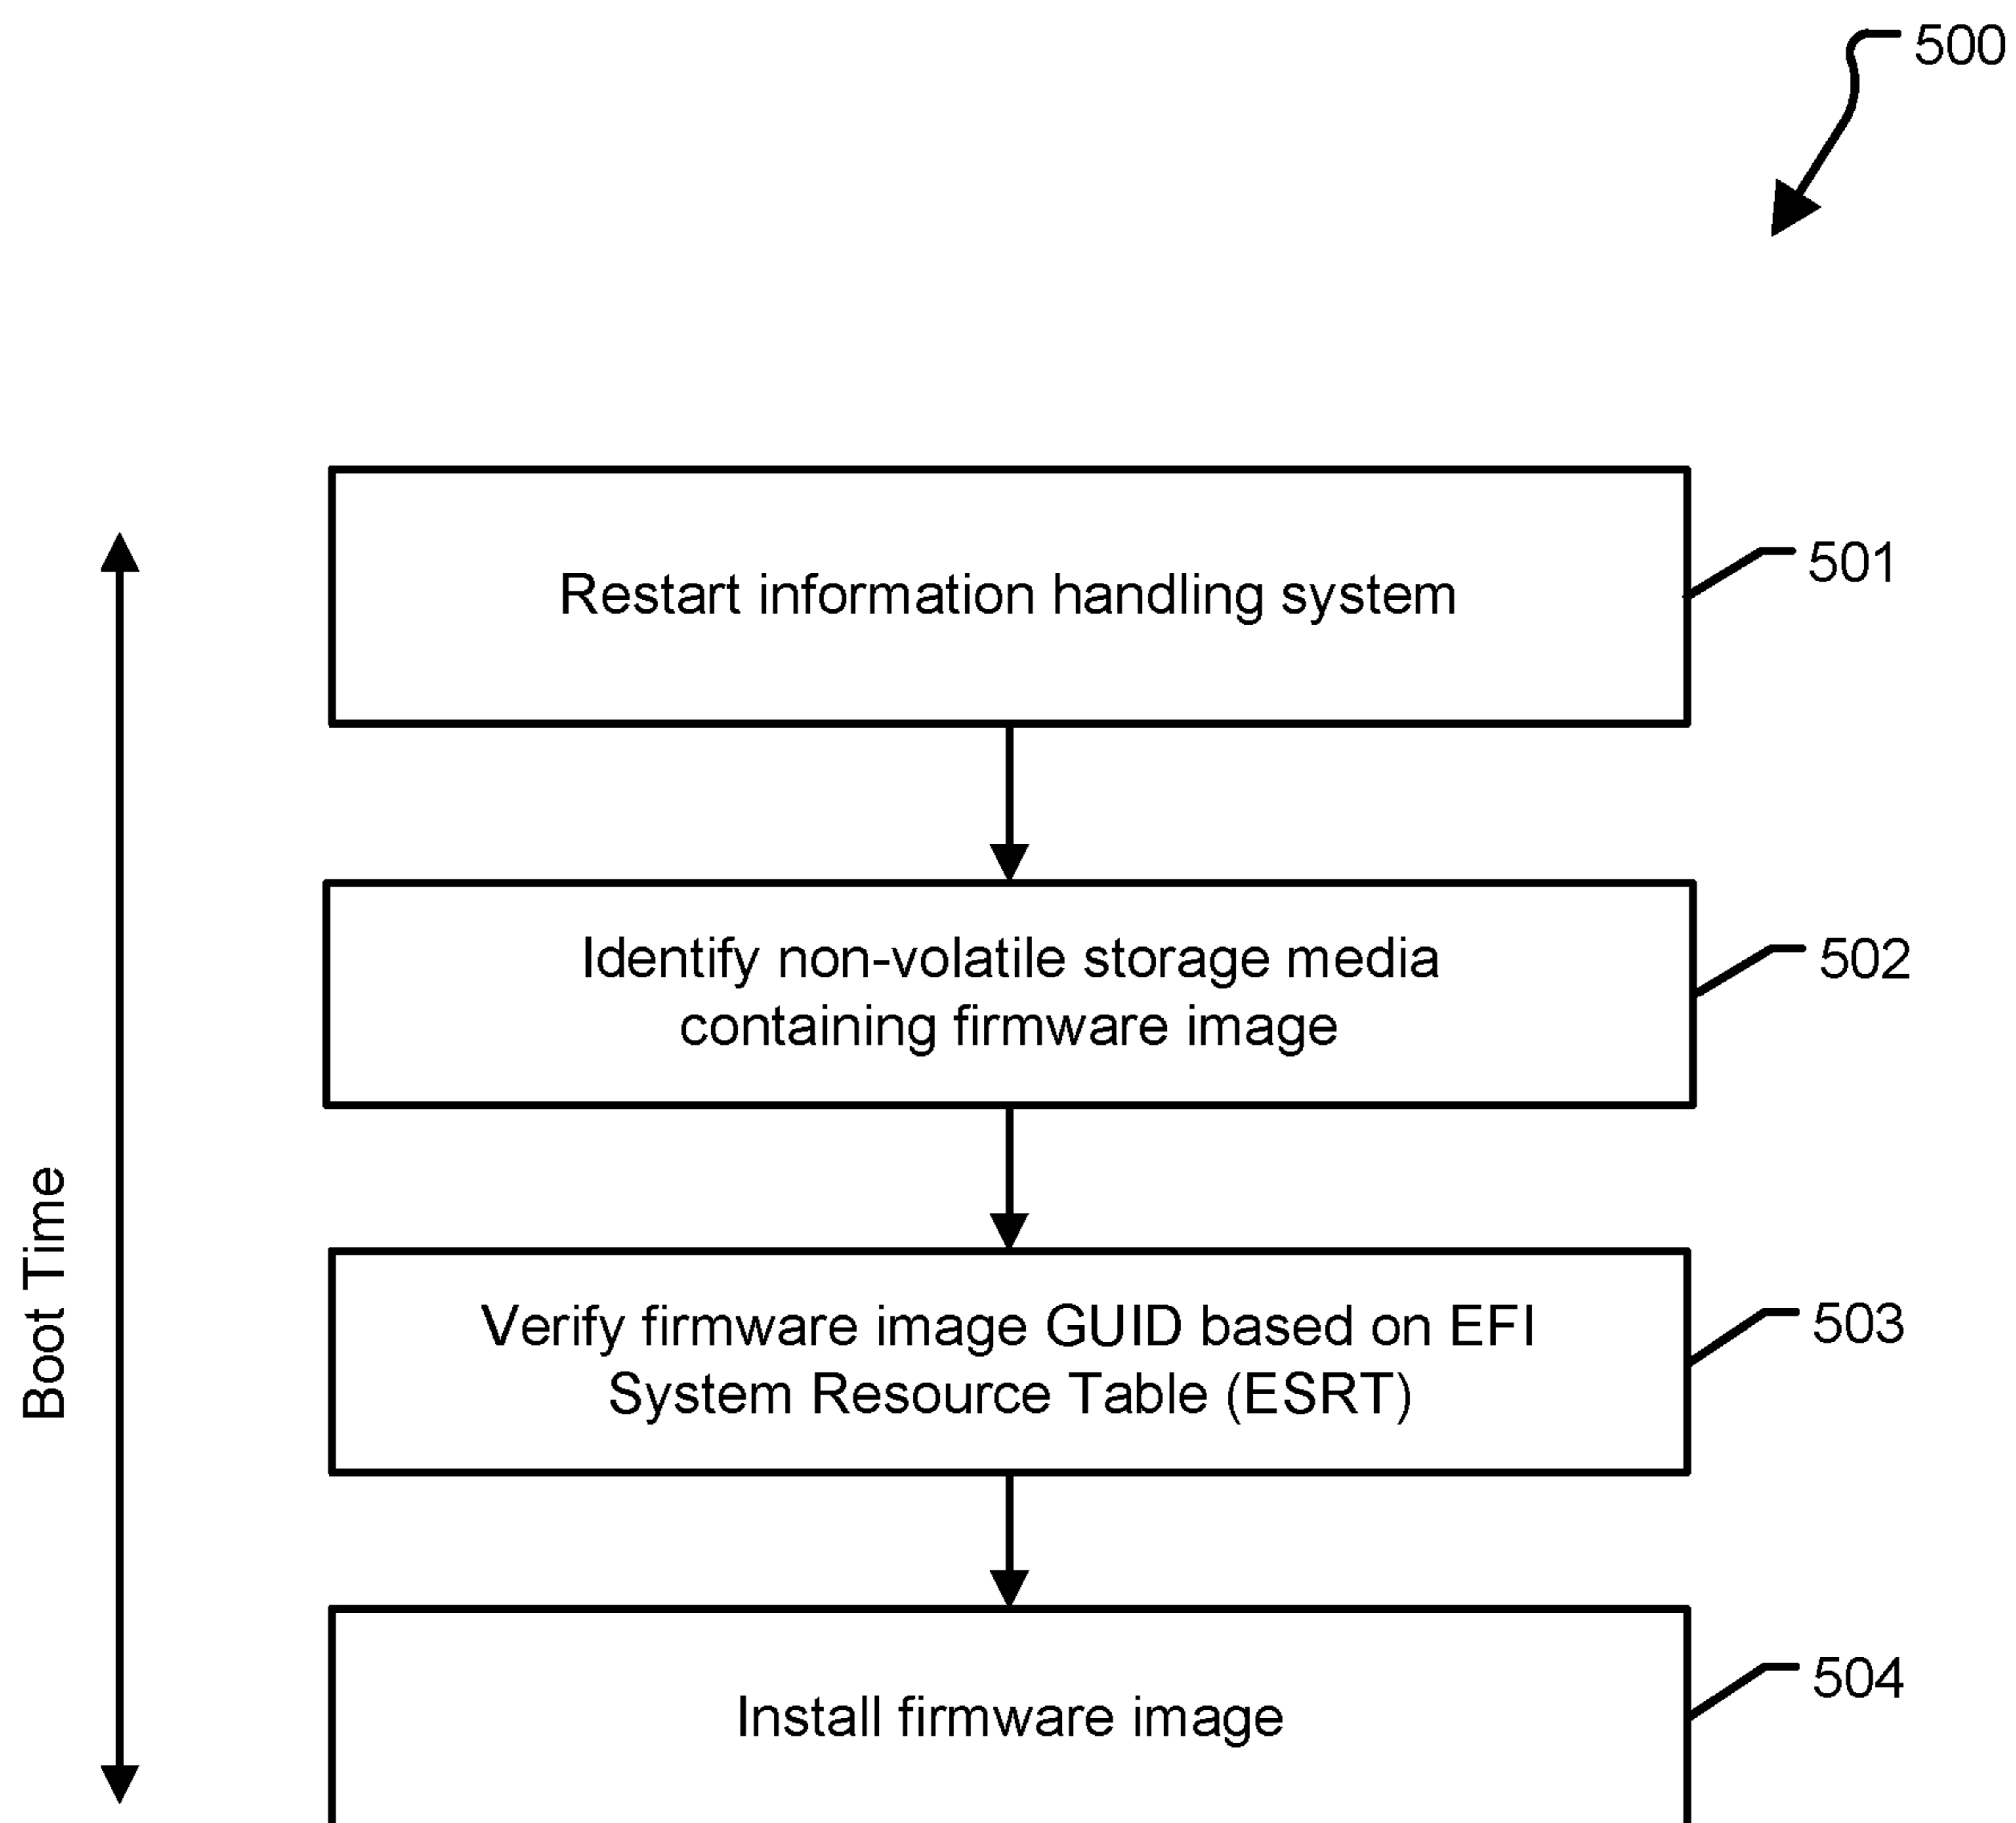 500
Restart information handling system
501
Identify non-volatile storage media
containing firmware image
502
Boot Time
Verify firmware image GUID based on EFI
System Resource Table (ESRT)
503
Install firmware image
504